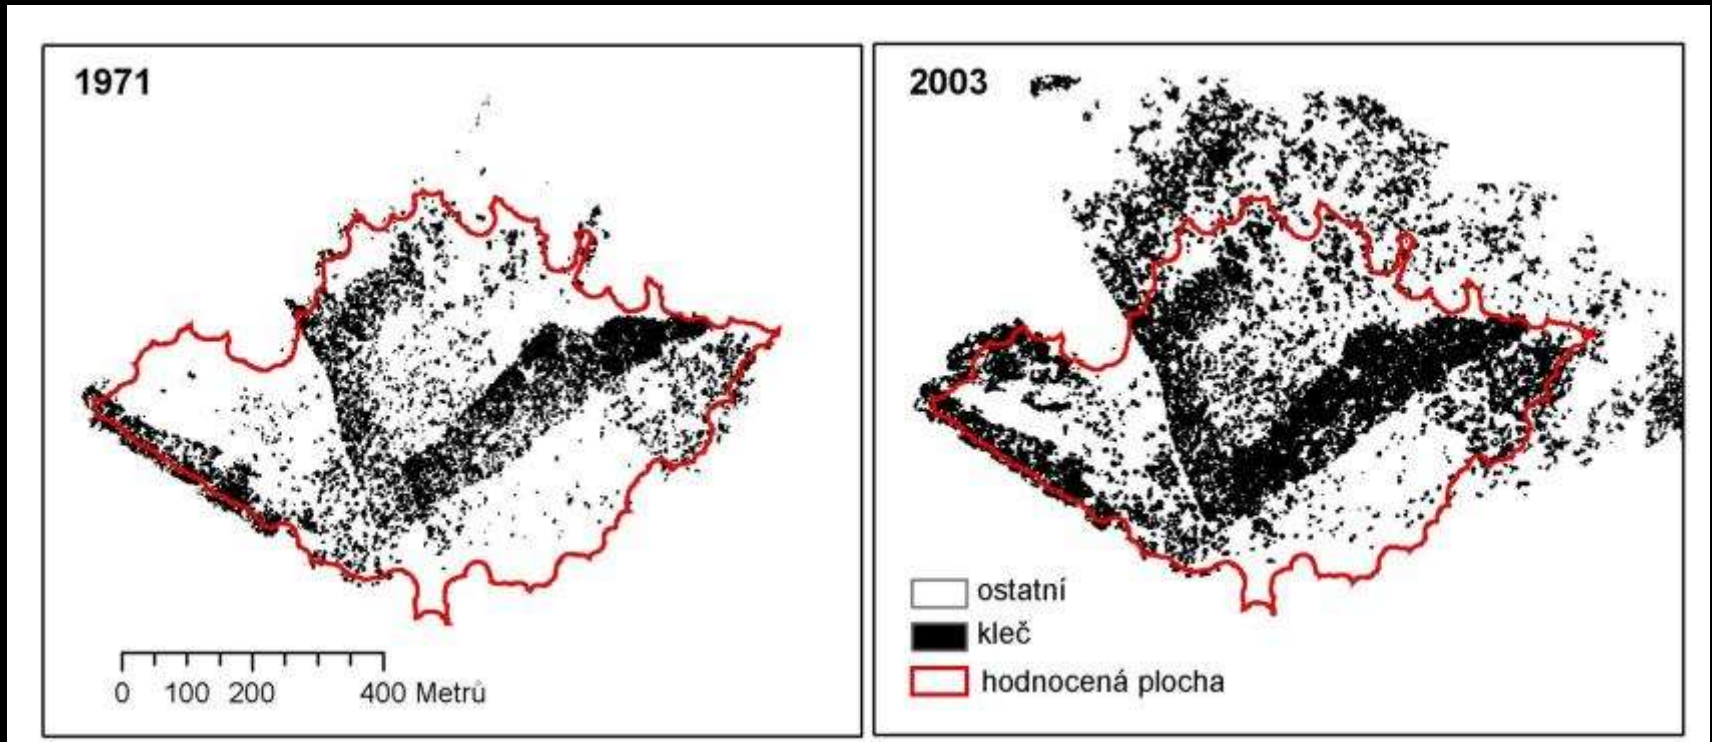 1971
0 100 200 400 Metrů
2003
ostatní
kleč
hodnocená plocha